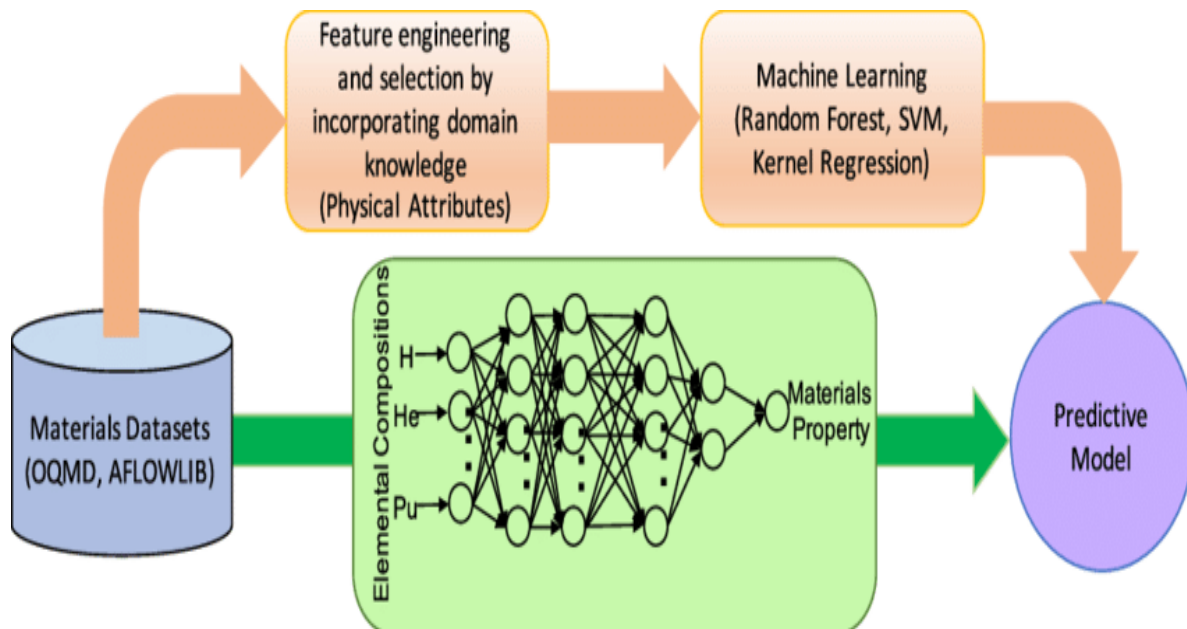 Feature engineering
and selection by
incorporating domain
knowledge
(Physical Attributes)
Machine Learning
(Random Forest, SVM,
Kernel Regression)
Materials Datasets
(OQMD, AFLOWLIB)
Elemental Compositions
H
He
Pu
Materials
Property
Predictive
Model